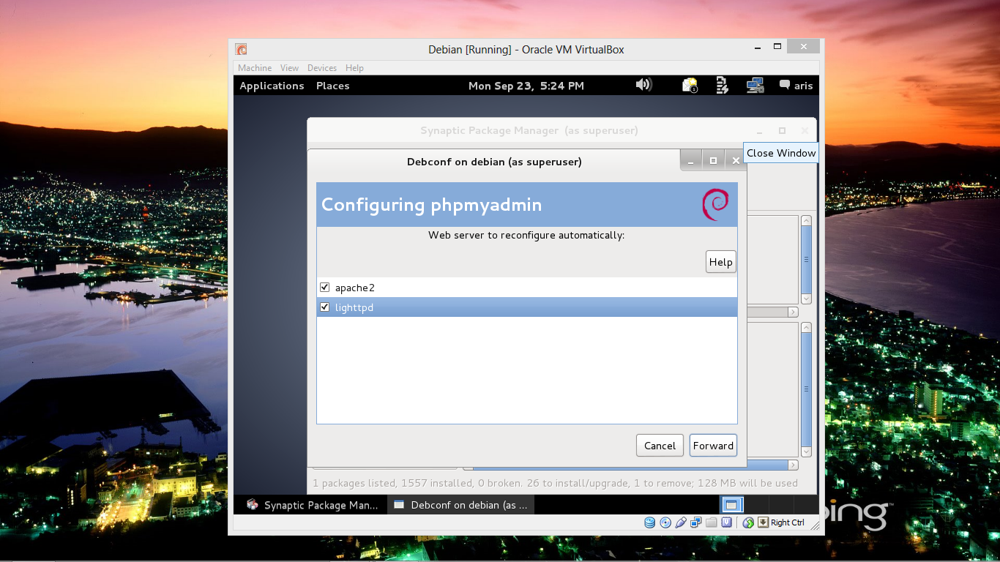 Debian [Running] - Oracle VM VirtualBox
Machine View Devices Help
Applications Places Mon Sep 23, 5:24 PM aris
Synaptic Package Manager (as superuser)
Close Window
Debconf on debian (as superuser)
Configuring phpmyadmin
Web server to reconfigure automatically:
Help
apache2
lighttpd
Cancel Forward
1 packages listed, 1557 installed, 0 broken. 26 to install/upgrade, 1 to remove; 128 MB will be used
Synaptic Package Man... Debconf on debian (as ...
Right Ctrl
bing™